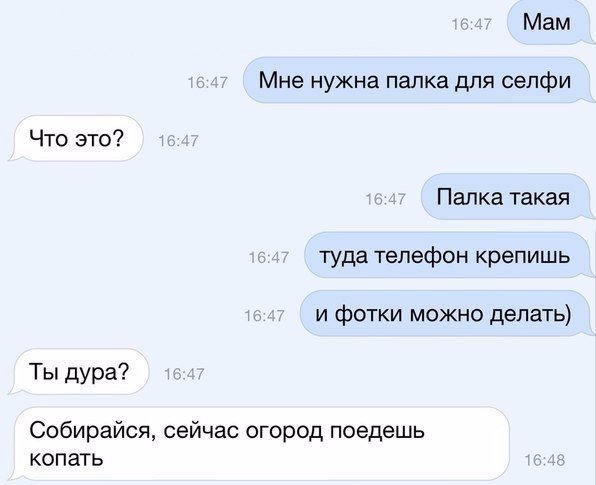 16:47 Мам
16:47 Мне нужна палка для селфи
Что это? 16:47
16:47 Палка такая
16:47 туда телефон крепишь
16:47 и фотки можно делать)
Ты дура? 16:47
Собирайся, сейчас огород поедешь
копать 16:48